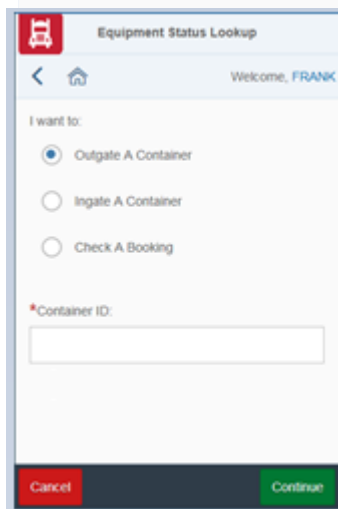 Equipment Status Lookup
Welcome, FRANK
I want to:
Outgate A Container
Ingate A Container
Check A Booking
*Container ID:
Cancel
Continue